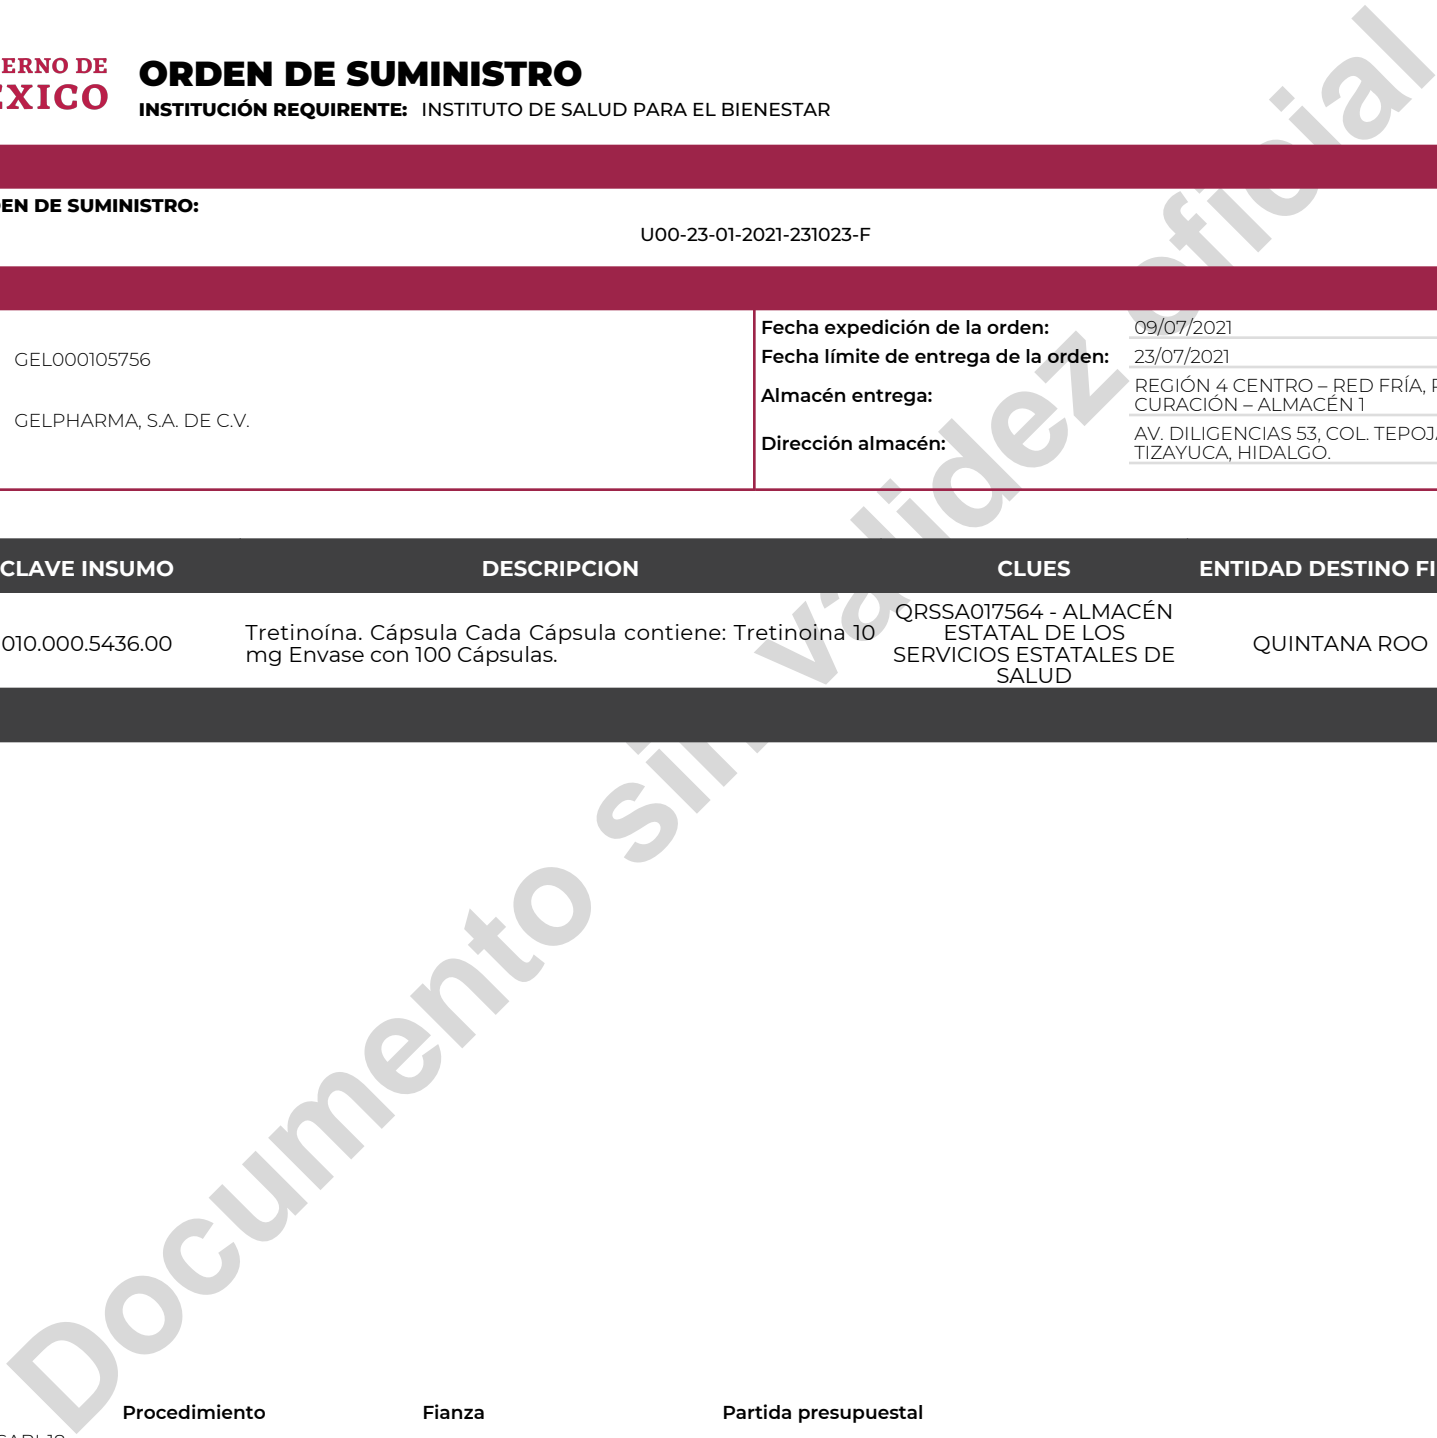 ERNO DE
ORDEN DE SUMINISTRO
EXICO
INSTITUCIÓN REQUIRENTE: INSTITUTO DE SALUD PARA EL BIENESTAR
EN DE SUMINISTRO:
U00-23-01-2021-231023-F
GEL000105756
GELPHARMA, S.A. DE C.V.
Fecha expedición de la orden: 09/07/2021
Fecha límite de entrega de la orden: 23/07/2021
Almacén entrega:
REGIÓN 4 CENTRO – RED FRÍA,
CURACIÓN – ALMACÉN 1
Dirección almacén:
AV. DILIGENCIAS 53, COL. TEPOJ
TIZAYUCA, HIDALGO.
CLAVE INSUMO DESCRIPCION CLUES ENTIDAD DESTINO FI
010.000.5436.00
Tretinoína. Cápsula Cada Cápsula contiene: Tretinoina 10
mg Envase con 100 Cápsulas.
QRSSA017564 - ALMACÉN
ESTATAL DE LOS
SERVICIOS ESTATALES DE
SALUD
QUINTANA ROO
Documento sin validez oficial
Procedimiento Fianza Partida presupuestal